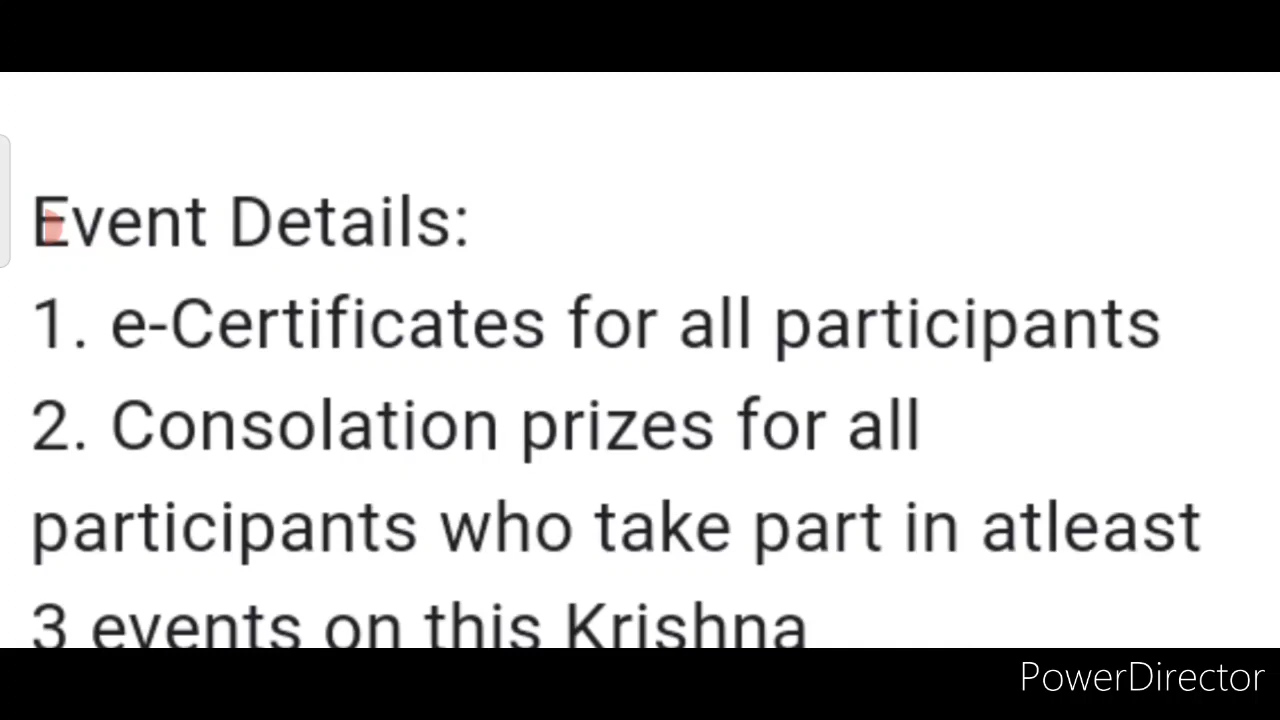 Event Details:
1. e-Certificates for all participants
2. Consolation prizes for all
participants who take part in atleast
3 events on this Krishna
PowerDirector